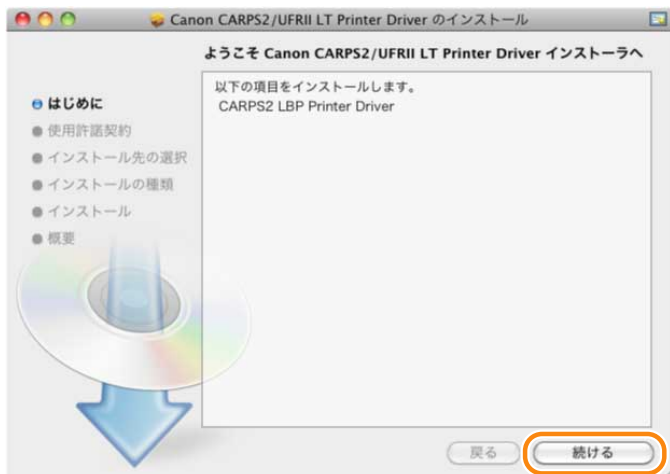 Canon CARPS2/UFRII LT Printer Driver のインストール
ようこそ Canon CARPS2/UFRII LT Printer Driver インストーラへ
はじめに
使用許諾契約
インストール先の選択
インストールの種類
インストール
概要
以下の項目をインストールします。
CARPS2 LBP Printer Driver
戻る
続ける